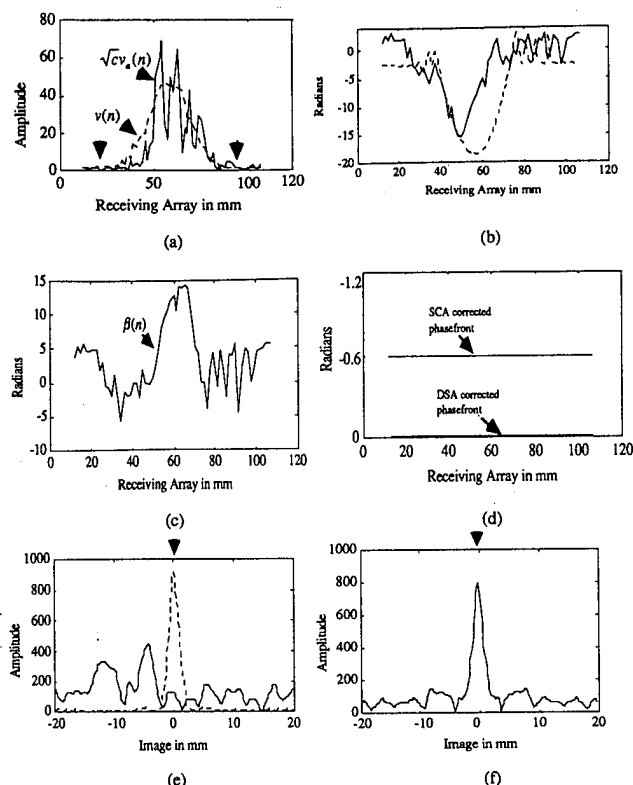 80
60
40
20
0
Amplitude
√cvₐ(n)
v(n)
0 50 100 120
Receiving Array in mm
(a)
0
-5
-10
-15
-20
Radians
0 20 40 60 80 100 120
Receiving Array in mm
(b)
15
10
5
0
-5
-10
Radians
β(n)
0 20 40 60 80 100 120
Receiving Array in mm
(c)
-1.2
-0.6
0
Radians
SCA corrected
phasefront
DSA corrected
phasefront
0 20 40 60 80 100 120
Receiving Array in mm
(d)
1000
800
600
400
200
0
Amplitude
-20 -10 0 10 20
Image in mm
(e)
1000
800
600
400
200
0
Amplitude
-20 -10 0 10 20
Image in mm
(f)